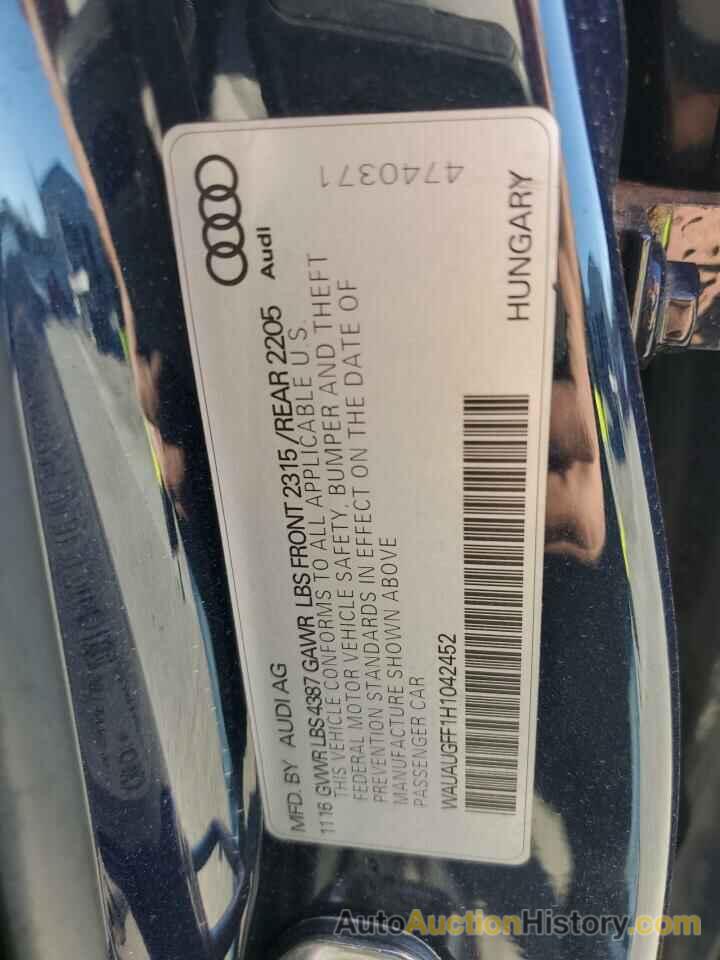 4740371
Audi
HUNGARY
MFD. BY AUDI AG
1116 GVWR LBS 4387 GAWR LBS FRONT 2315 /REAR 2205
THIS VEHICLE CONFORMS TO ALL APPLICABLE U.S.
FEDERAL MOTOR VEHICLE SAFETY, BUMPER AND THEFT
PREVENTION STANDARDS IN EFFECT ON THE DATE OF
MANUFACTURE SHOWN ABOVE
PASSENGER CAR
WAUAUGFF1H1042452
AutoAuctionHistory.com